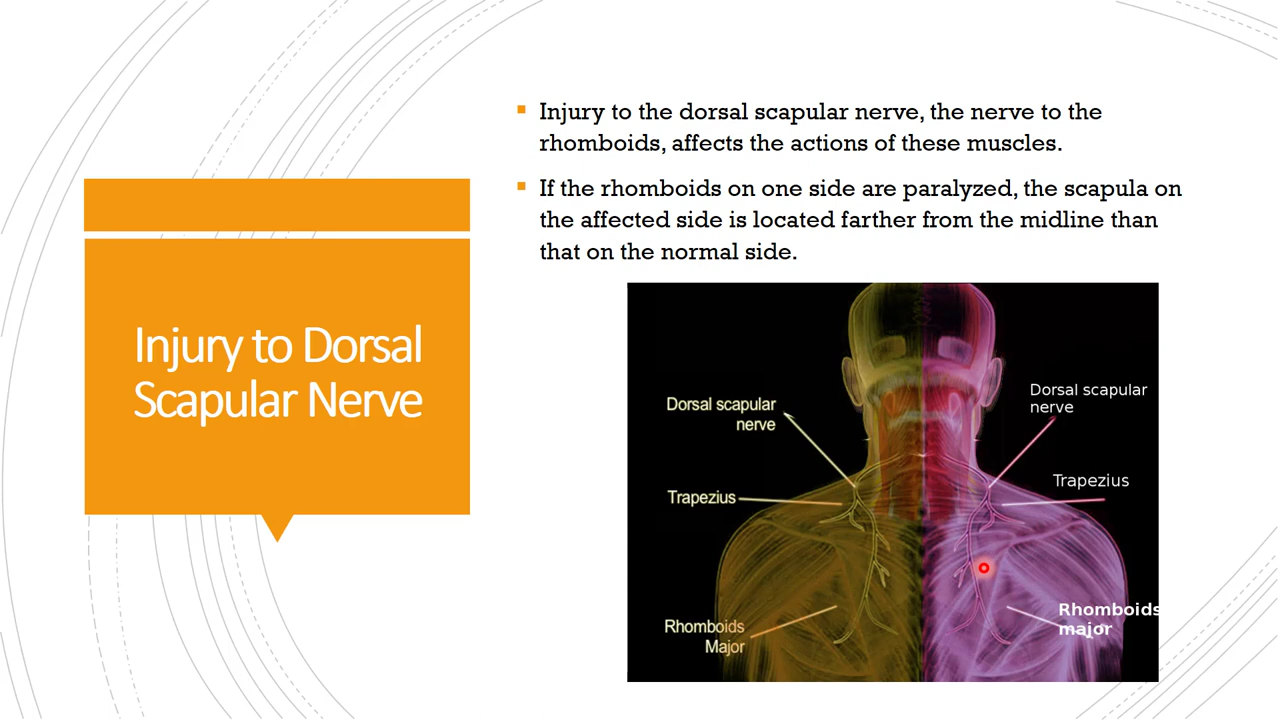 Injury to Dorsal
Scapular Nerve
Injury to the dorsal scapular nerve, the nerve to the
rhomboids, affects the actions of these muscles.
If the rhomboids on one side are paralyzed, the scapula on
the affected side is located farther from the midline than
that on the normal side.
Dorsal scapular
nerve
Trapezius
Rhomboids
Major
Dorsal scapular
nerve
Trapezius
Rhomboids
major